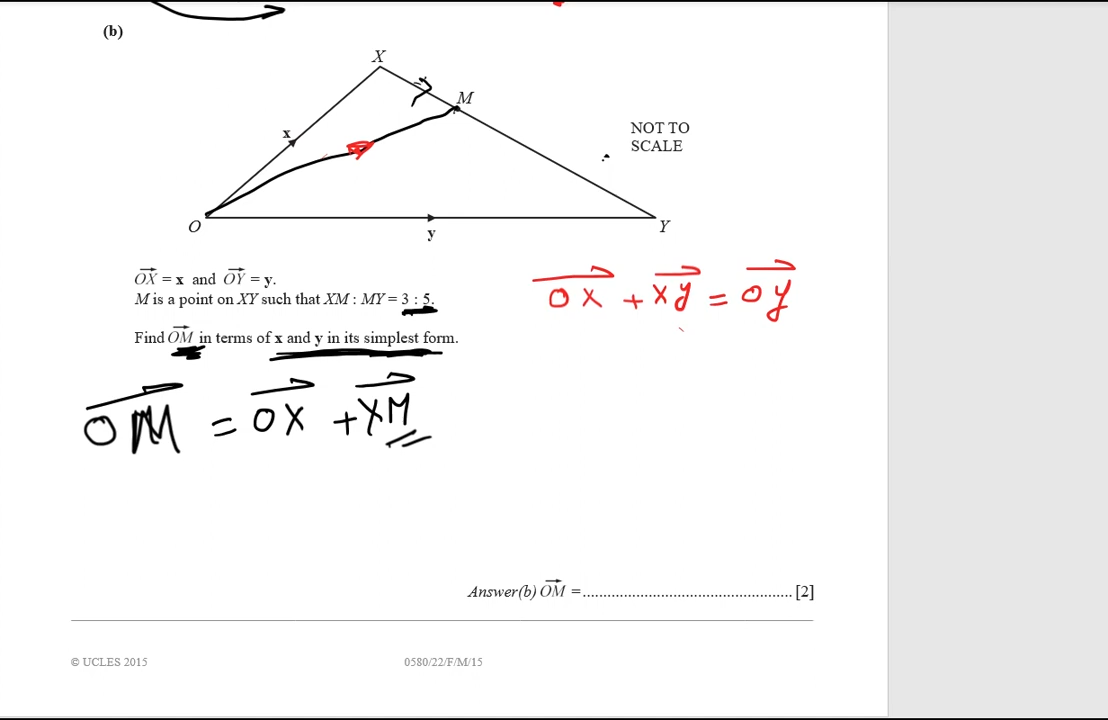 (b)
X
M
x
NOT TO
SCALE
O
Y
y
OX = x and OY = y.
M is a point on XY such that XM : MY = 3 : 5.
Find OM in terms of x and y in its simplest form.
OX + XY = OY
OM = OX + XM
Answer(b) OM = .................................................. [2]
© UCLES 2015
0580/22/F/M/15